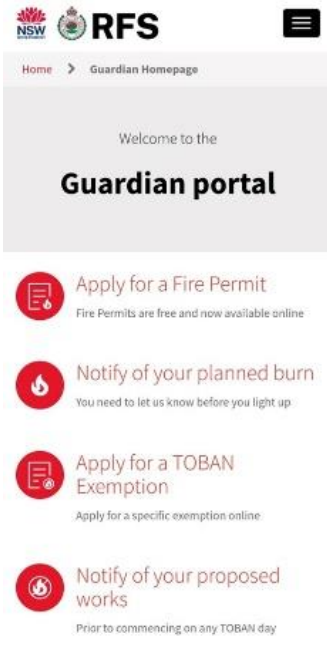 NSW
GOVERNMENT
RFS
Home > Guardian Homepage
Welcome to the
Guardian portal
Apply for a Fire Permit
Fire Permits are free and now available online
Notify of your planned burn
You need to let us know before you light up
Apply for a TOBAN
Exemption
Apply for a specific exemption online
Notify of your proposed
works
Prior to commencing on any TOBAN day